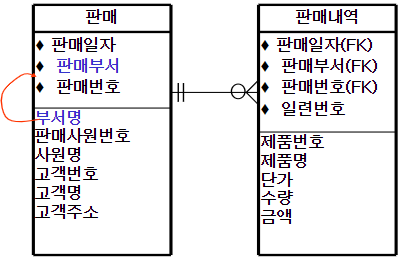 판매
◆ 판매일자
◆ 판매부서
◆ 판매번호
부서명
판매사원번호
사원명
고객번호
고객명
고객주소
판매내역
◆ 판매일자(FK)
◆ 판매부서(FK)
◆ 판매번호(FK)
◆ 일련번호
제품번호
제품명
단가
수량
금액